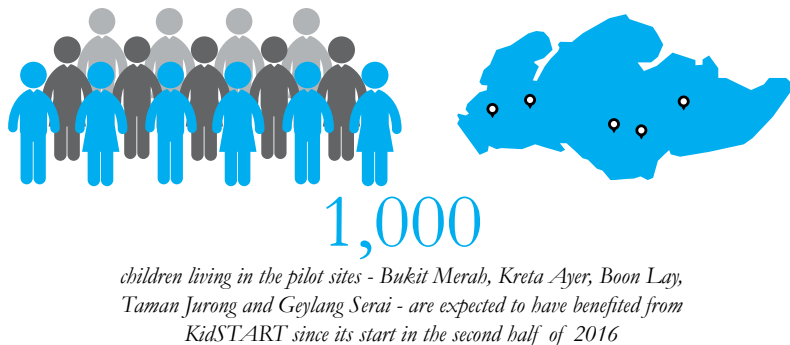 1,000
children living in the pilot sites - Bukit Merah, Kreta Ayer, Boon Lay,
Taman Jurong and Geylang Serai - are expected to have benefited from
KidSTART since its start in the second half of 2016